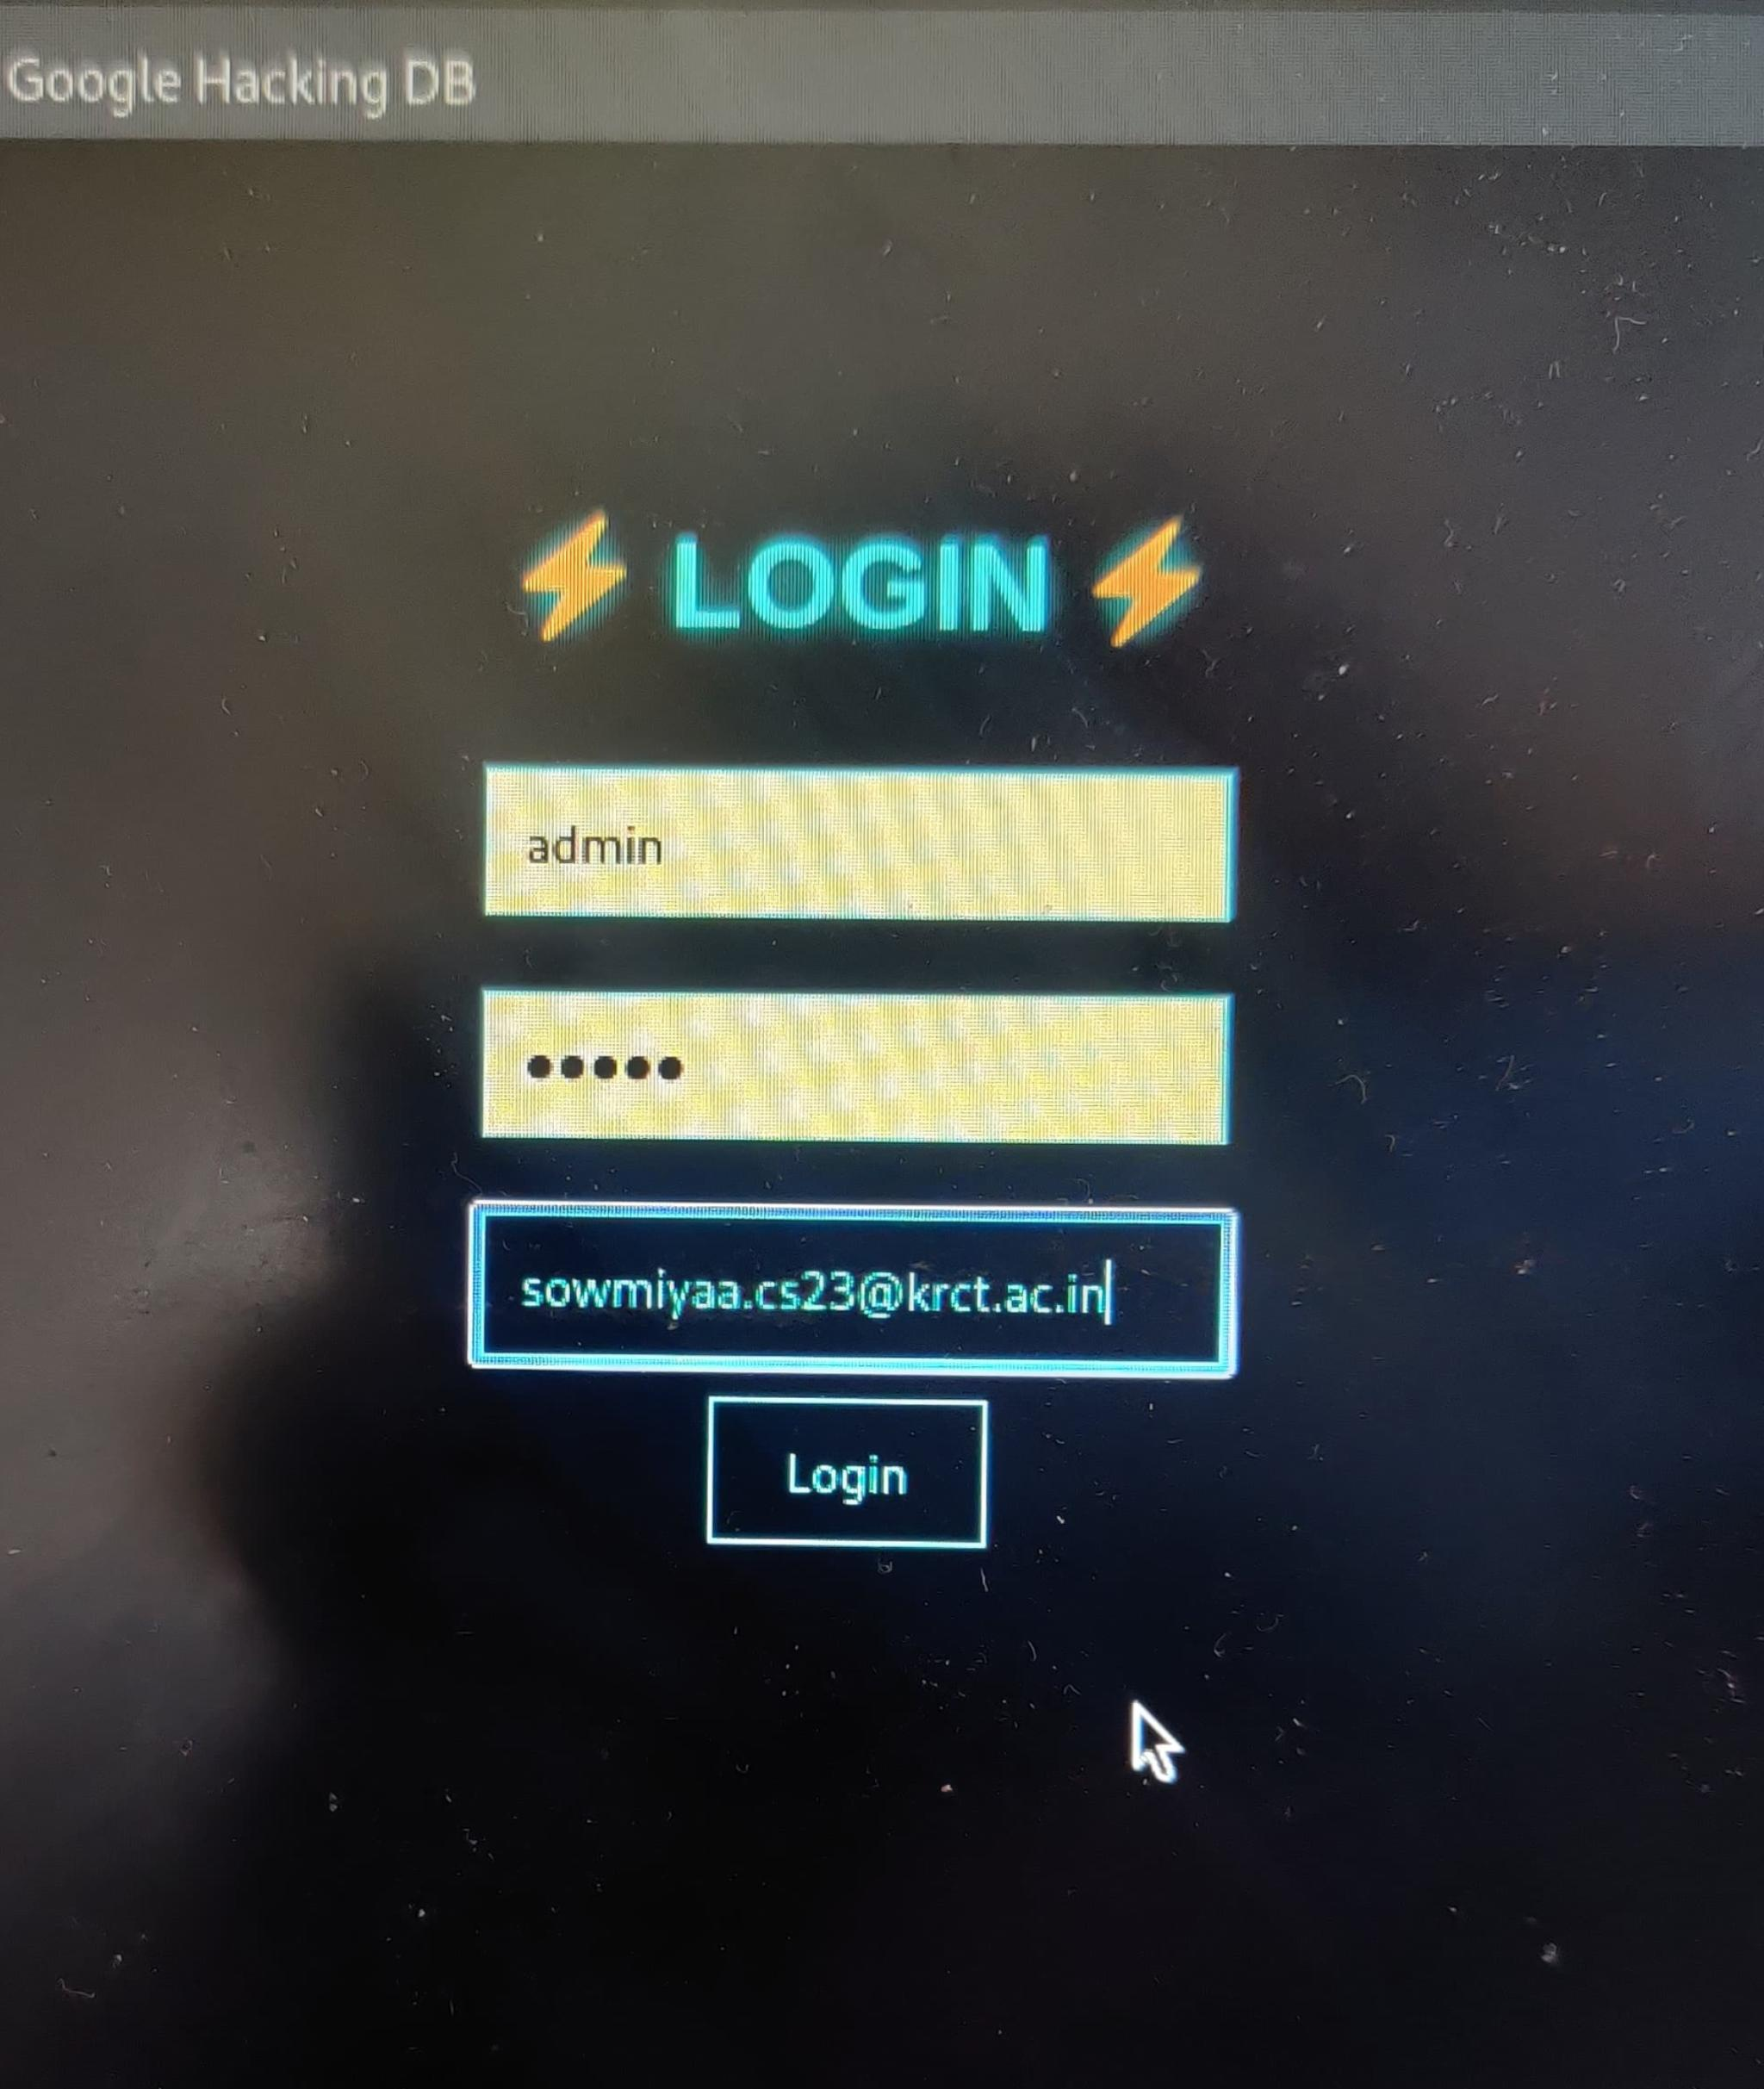 Google Hacking DB
⚡ LOGIN ⚡
admin
•••••
sowmiyaa.cs23@krct.ac.in
Login